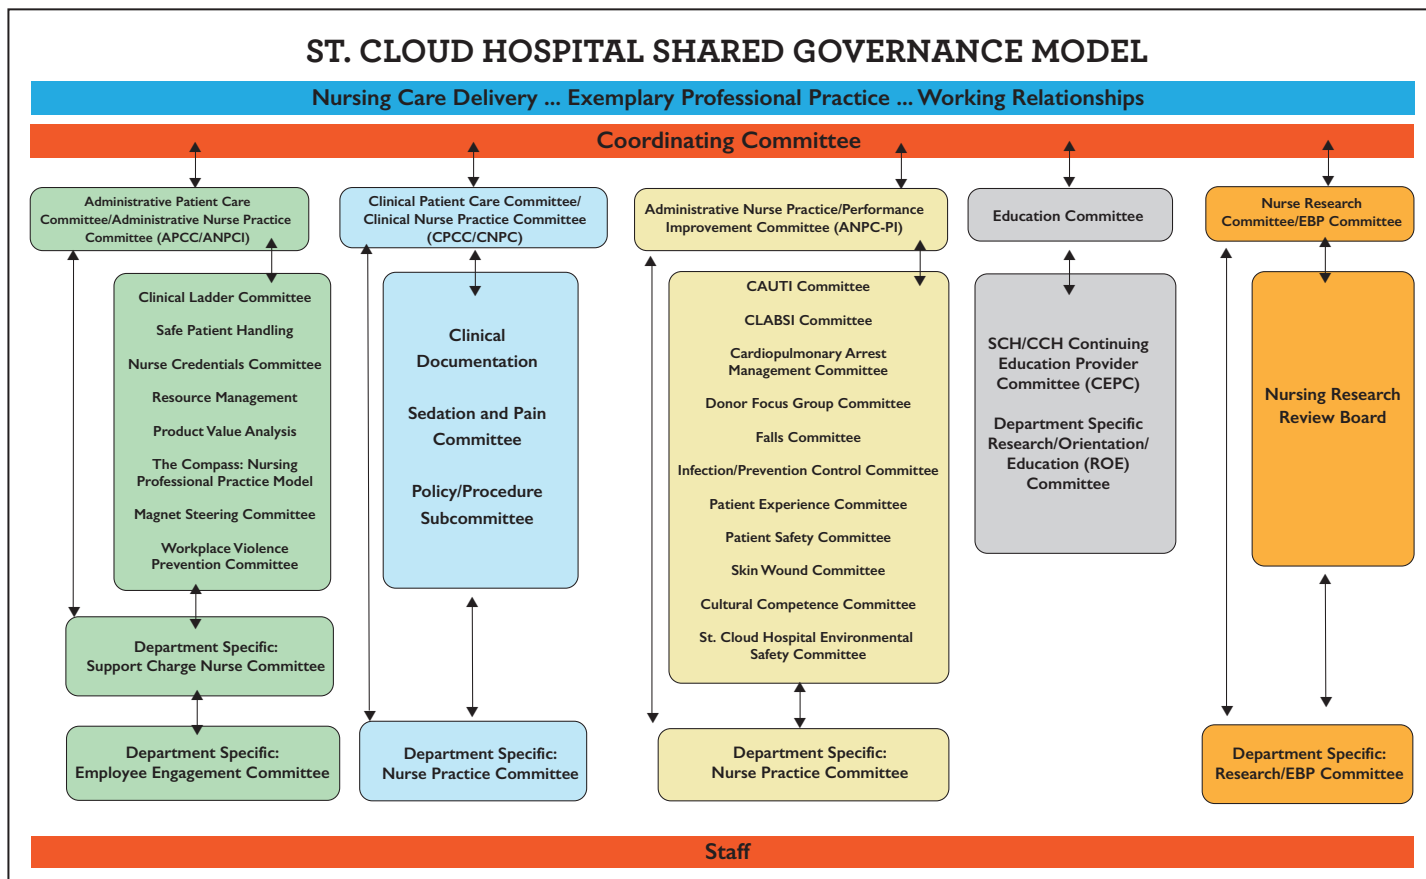 ST. CLOUD HOSPITAL SHARED GOVERNANCE MODEL
Nursing Care Delivery ... Exemplary Professional Practice ... Working Relationships
Coordinating Committee
Administrative Patient Care
Committee/Administrative Nurse Practice
Committee (APCC/ANPCI)
Clinical Ladder Committee
Safe Patient Handling
Nurse Credentials Committee
Resource Management
Product Value Analysis
The Compass: Nursing
Professional Practice Model
Magnet Steering Committee
Workplace Violence
Prevention Committee
Department Specific:
Support Charge Nurse Committee
Department Specific:
Employee Engagement Committee
Clinical Patient Care Committee/
Clinical Nurse Practice Committee
(CPCC/CNPC)
Clinical
Documentation
Sedation and Pain
Committee
Policy/Procedure
Subcommittee
Department Specific:
Nurse Practice Committee
Administrative Nurse Practice/Performance
Improvement Committee (ANPC-PI)
CAUTI Committee
CLABSI Committee
Cardiopulmonary Arrest
Management Committee
Donor Focus Group Committee
Falls Committee
Infection/Prevention Control Committee
Patient Experience Committee
Patient Safety Committee
Skin Wound Committee
Cultural Competence Committee
St. Cloud Hospital Environmental
Safety Committee
Department Specific:
Nurse Practice Committee
Education Committee
SCH/CCH Continuing
Education Provider
Committee (CEPC)
Department Specific
Research/Orientation/
Education (ROE)
Committee
Nurse Research
Committee/EBP Committee
Nursing Research
Review Board
Department Specific:
Research/EBP Committee
Staff